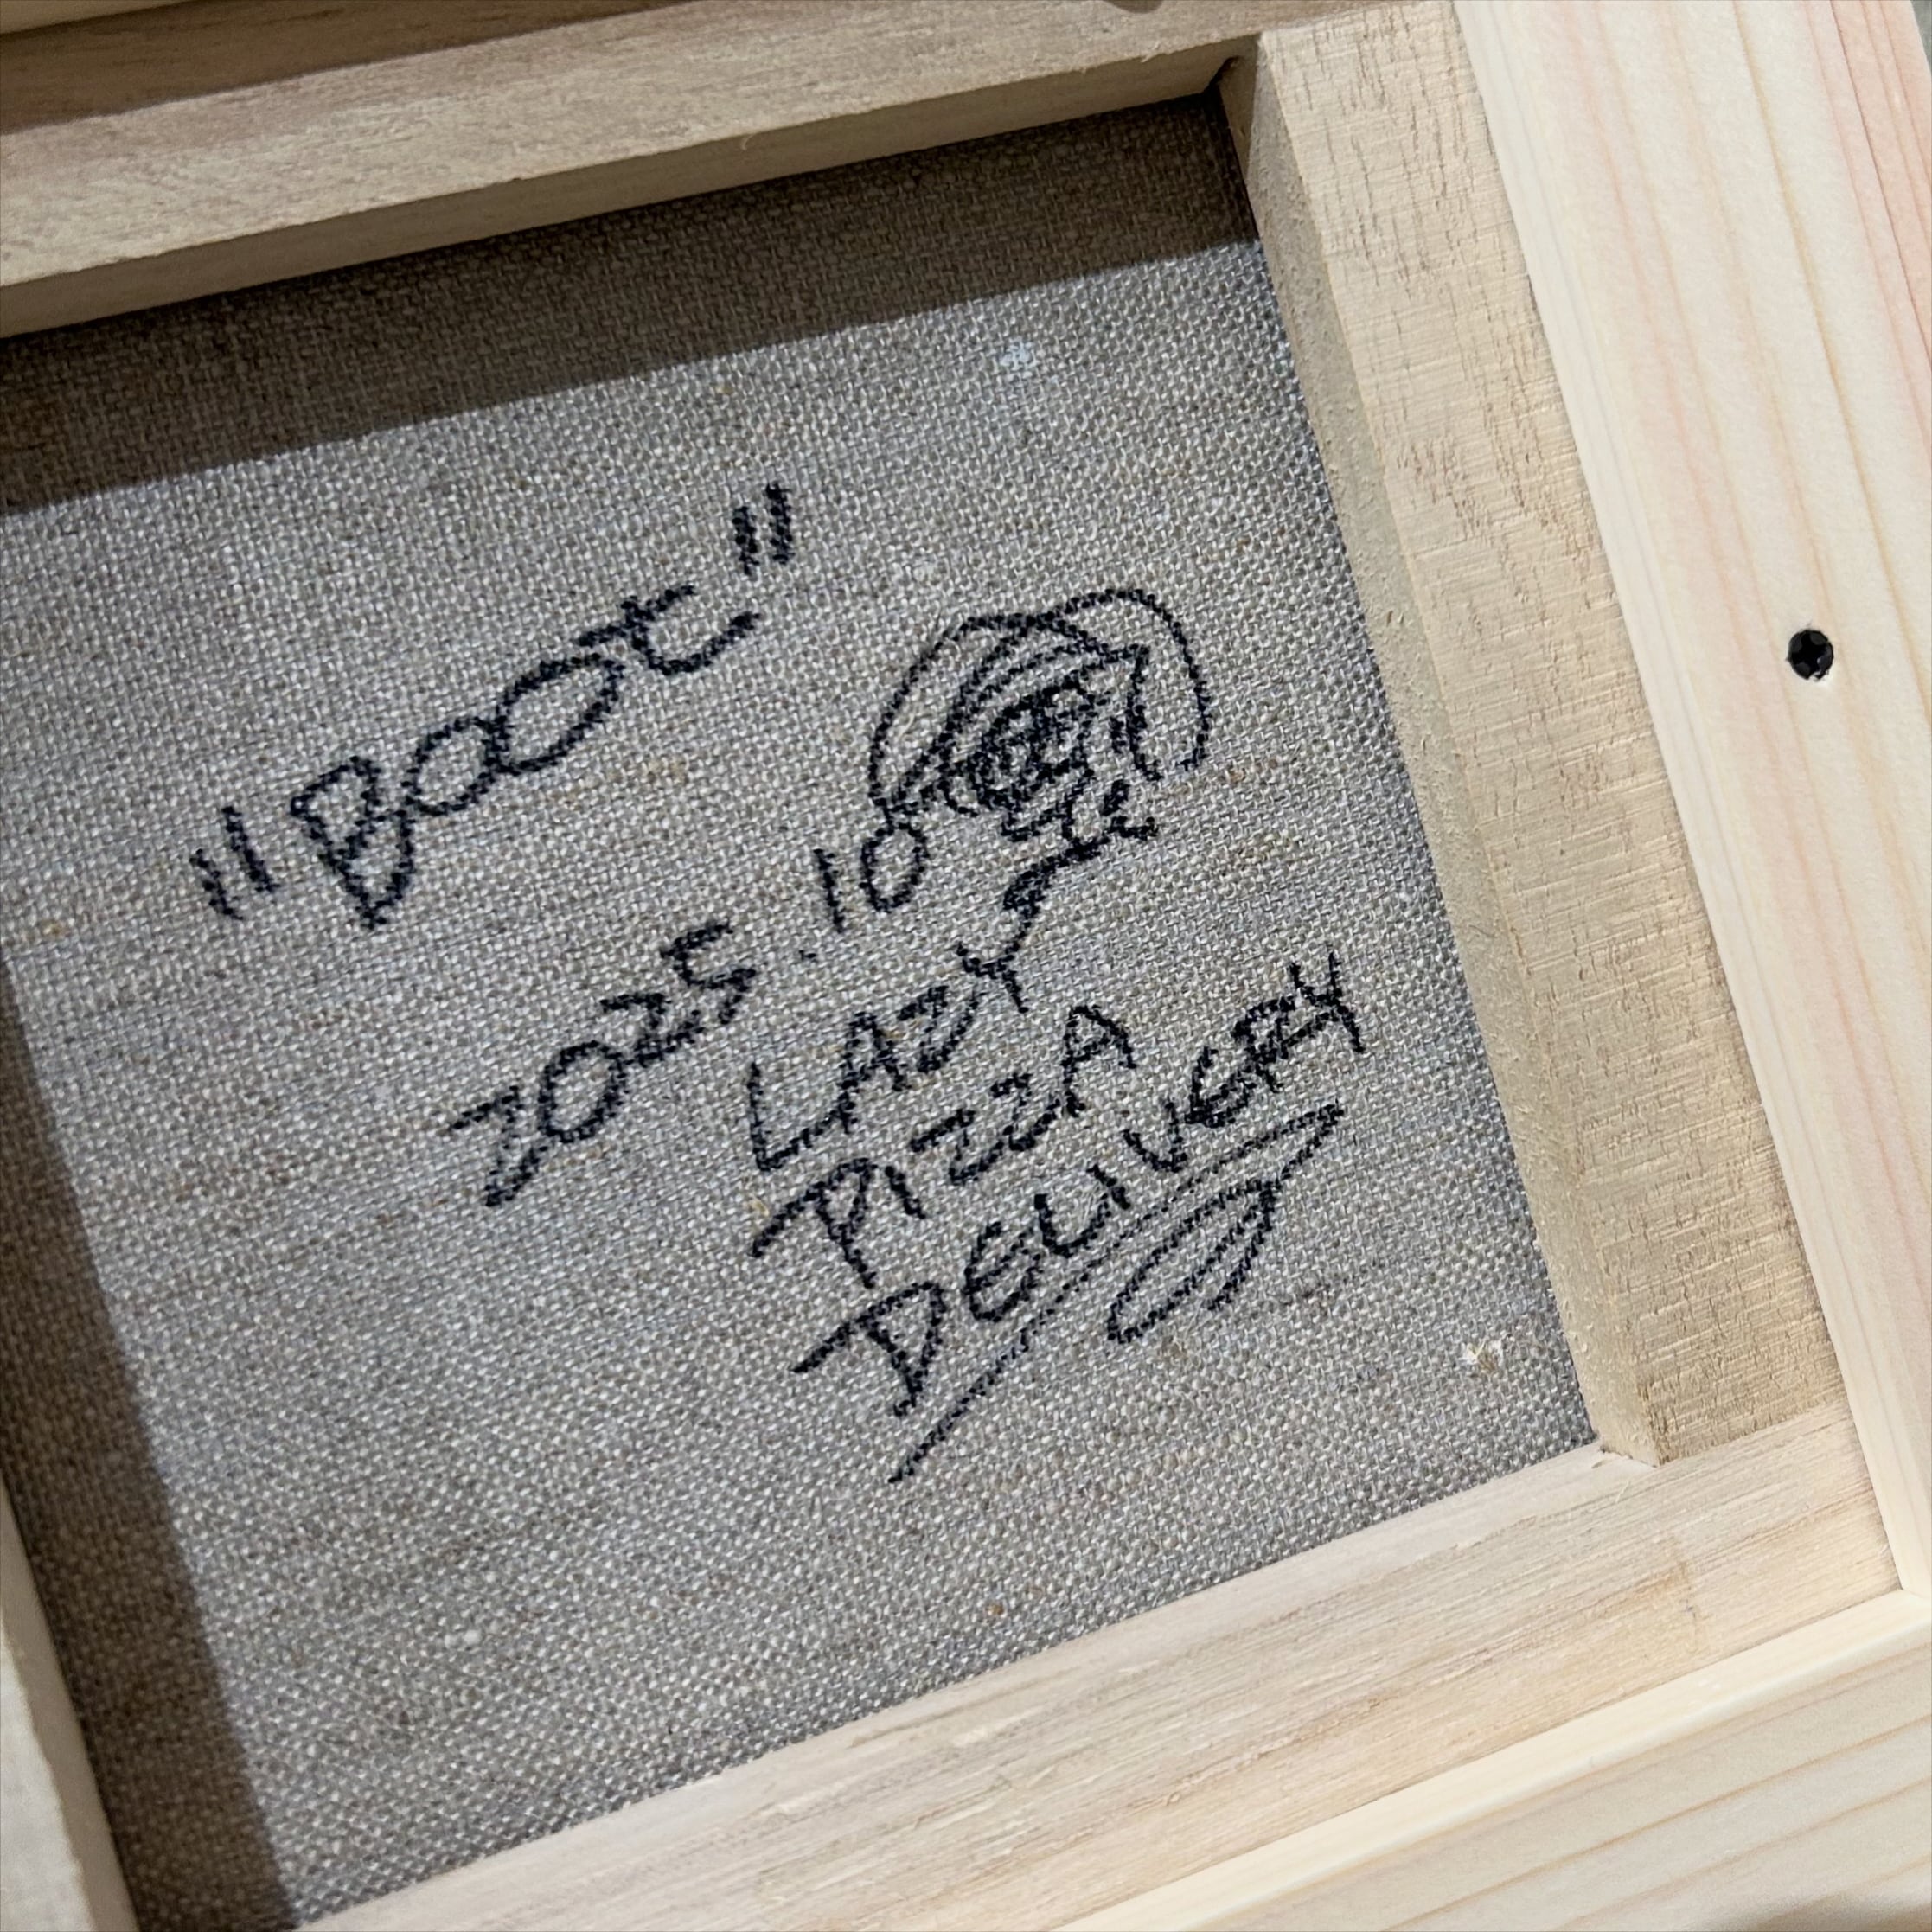 "Boot"
2025.10
LAZY
PIZZA
DELIVERY